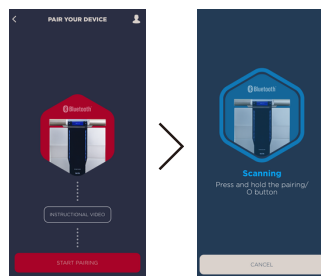 PAIR YOUR DEVICE
Bluetooth
INSTRUCTIONAL VIDEO
START PAIRING
Bluetooth
Scanning
Press and hold the pairing/
O button
CANCEL